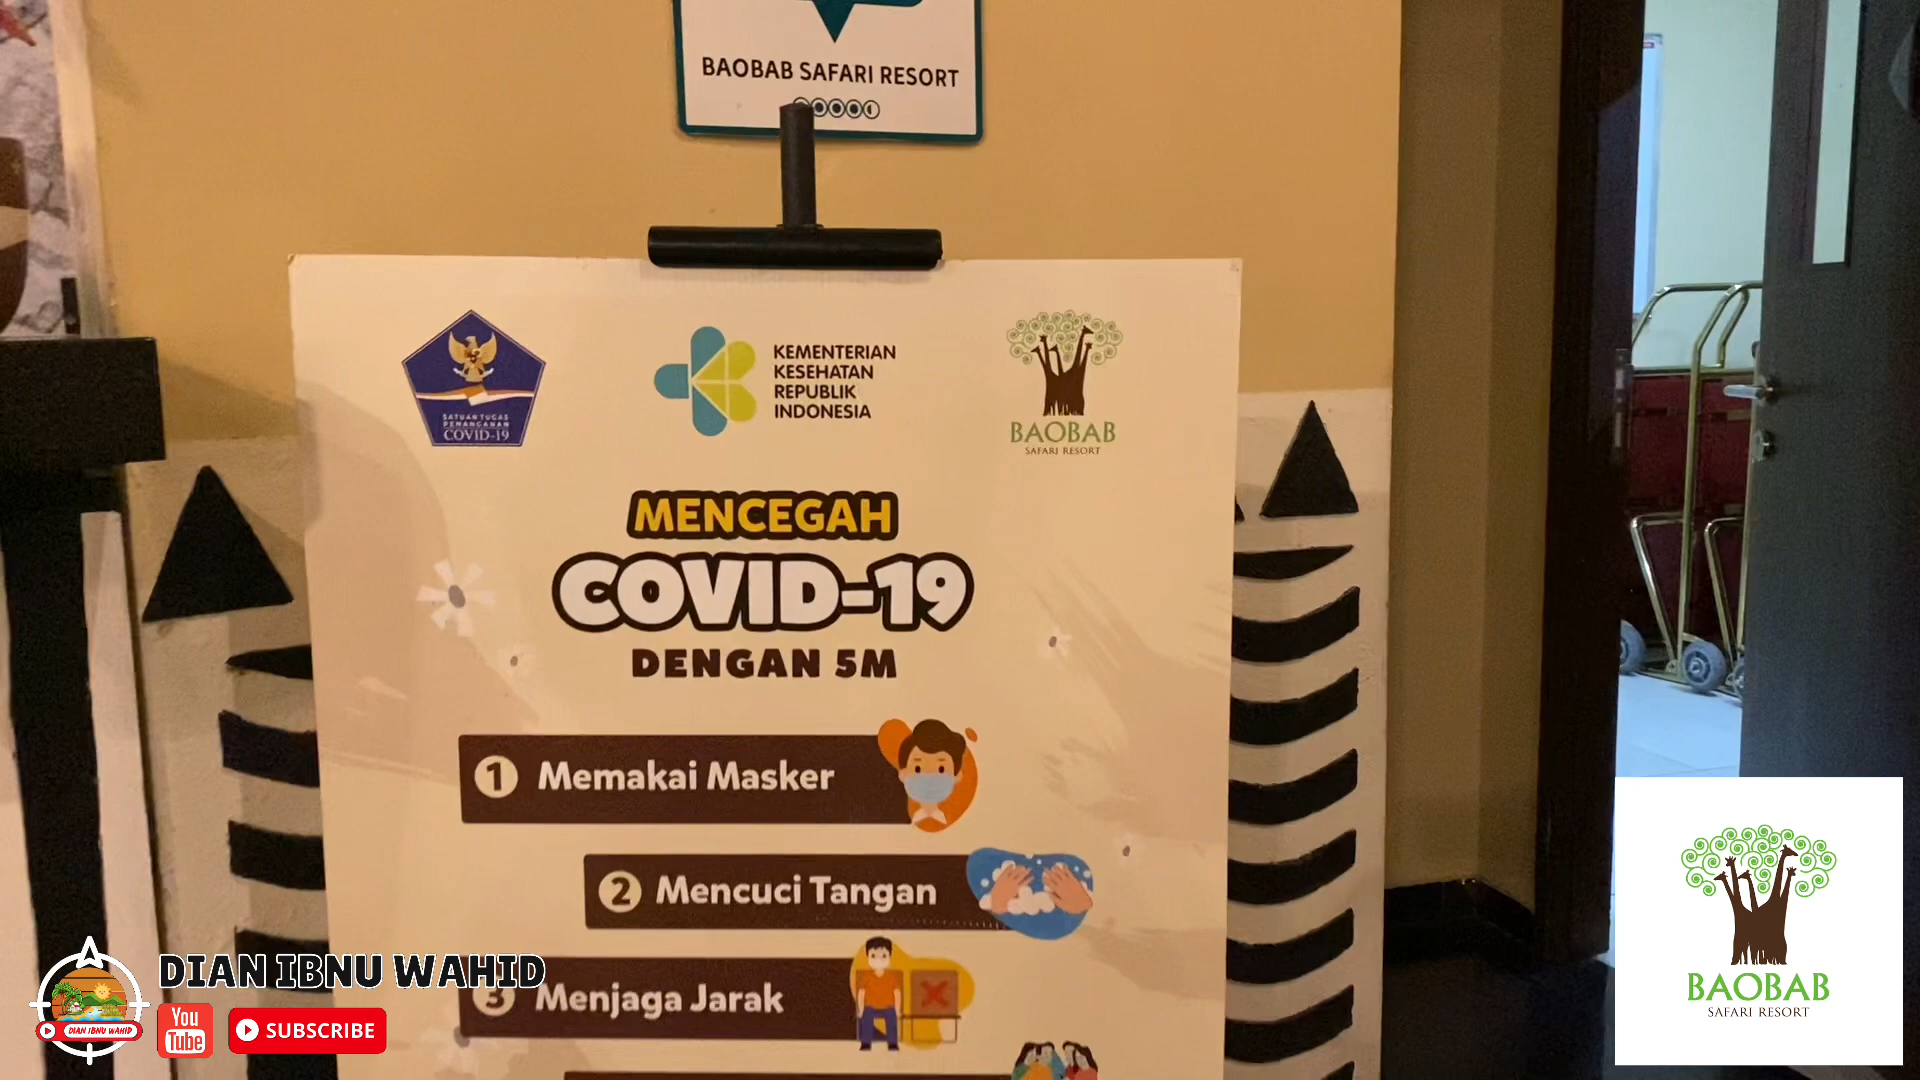 BAOBAB SAFARI RESORT
SATUAN TUGAS
PENANGANAN
COVID-19
KEMENTERIAN
KESEHATAN
REPUBLIK
INDONESIA
BAOBAB
SAFARI RESORT
MENCEGAH
COVID-19
DENGAN 5M
1 Memakai Masker
2 Mencuci Tangan
3 Menjaga Jarak
DIAN IBNU WAHID
DIAN IBNU WAHID
You
Tube
SUBSCRIBE
BAOBAB
SAFARI RESORT